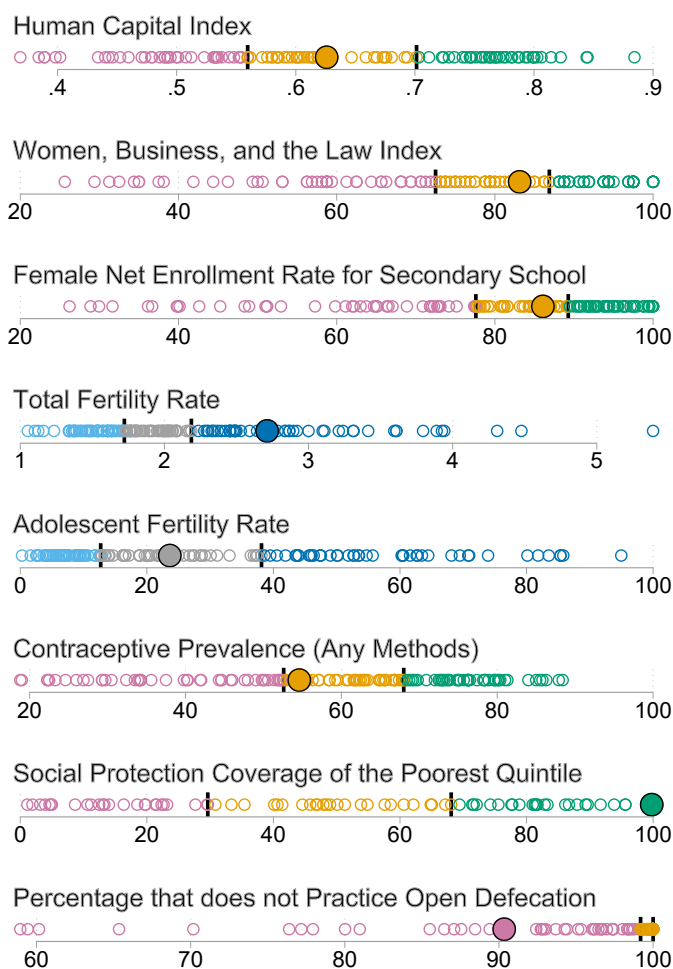 Human Capital Index
.4 .5 .6 .7 .8 .9
Women, Business, and the Law Index
20 40 60 80 100
Female Net Enrollment Rate for Secondary School
20 40 60 80 100
Total Fertility Rate
1 2 3 4 5
Adolescent Fertility Rate
0 20 40 60 80 100
Contraceptive Prevalence (Any Methods)
20 40 60 80 100
Social Protection Coverage of the Poorest Quintile
0 20 40 60 80 100
Percentage that does not Practice Open Defecation
60 70 80 90 100